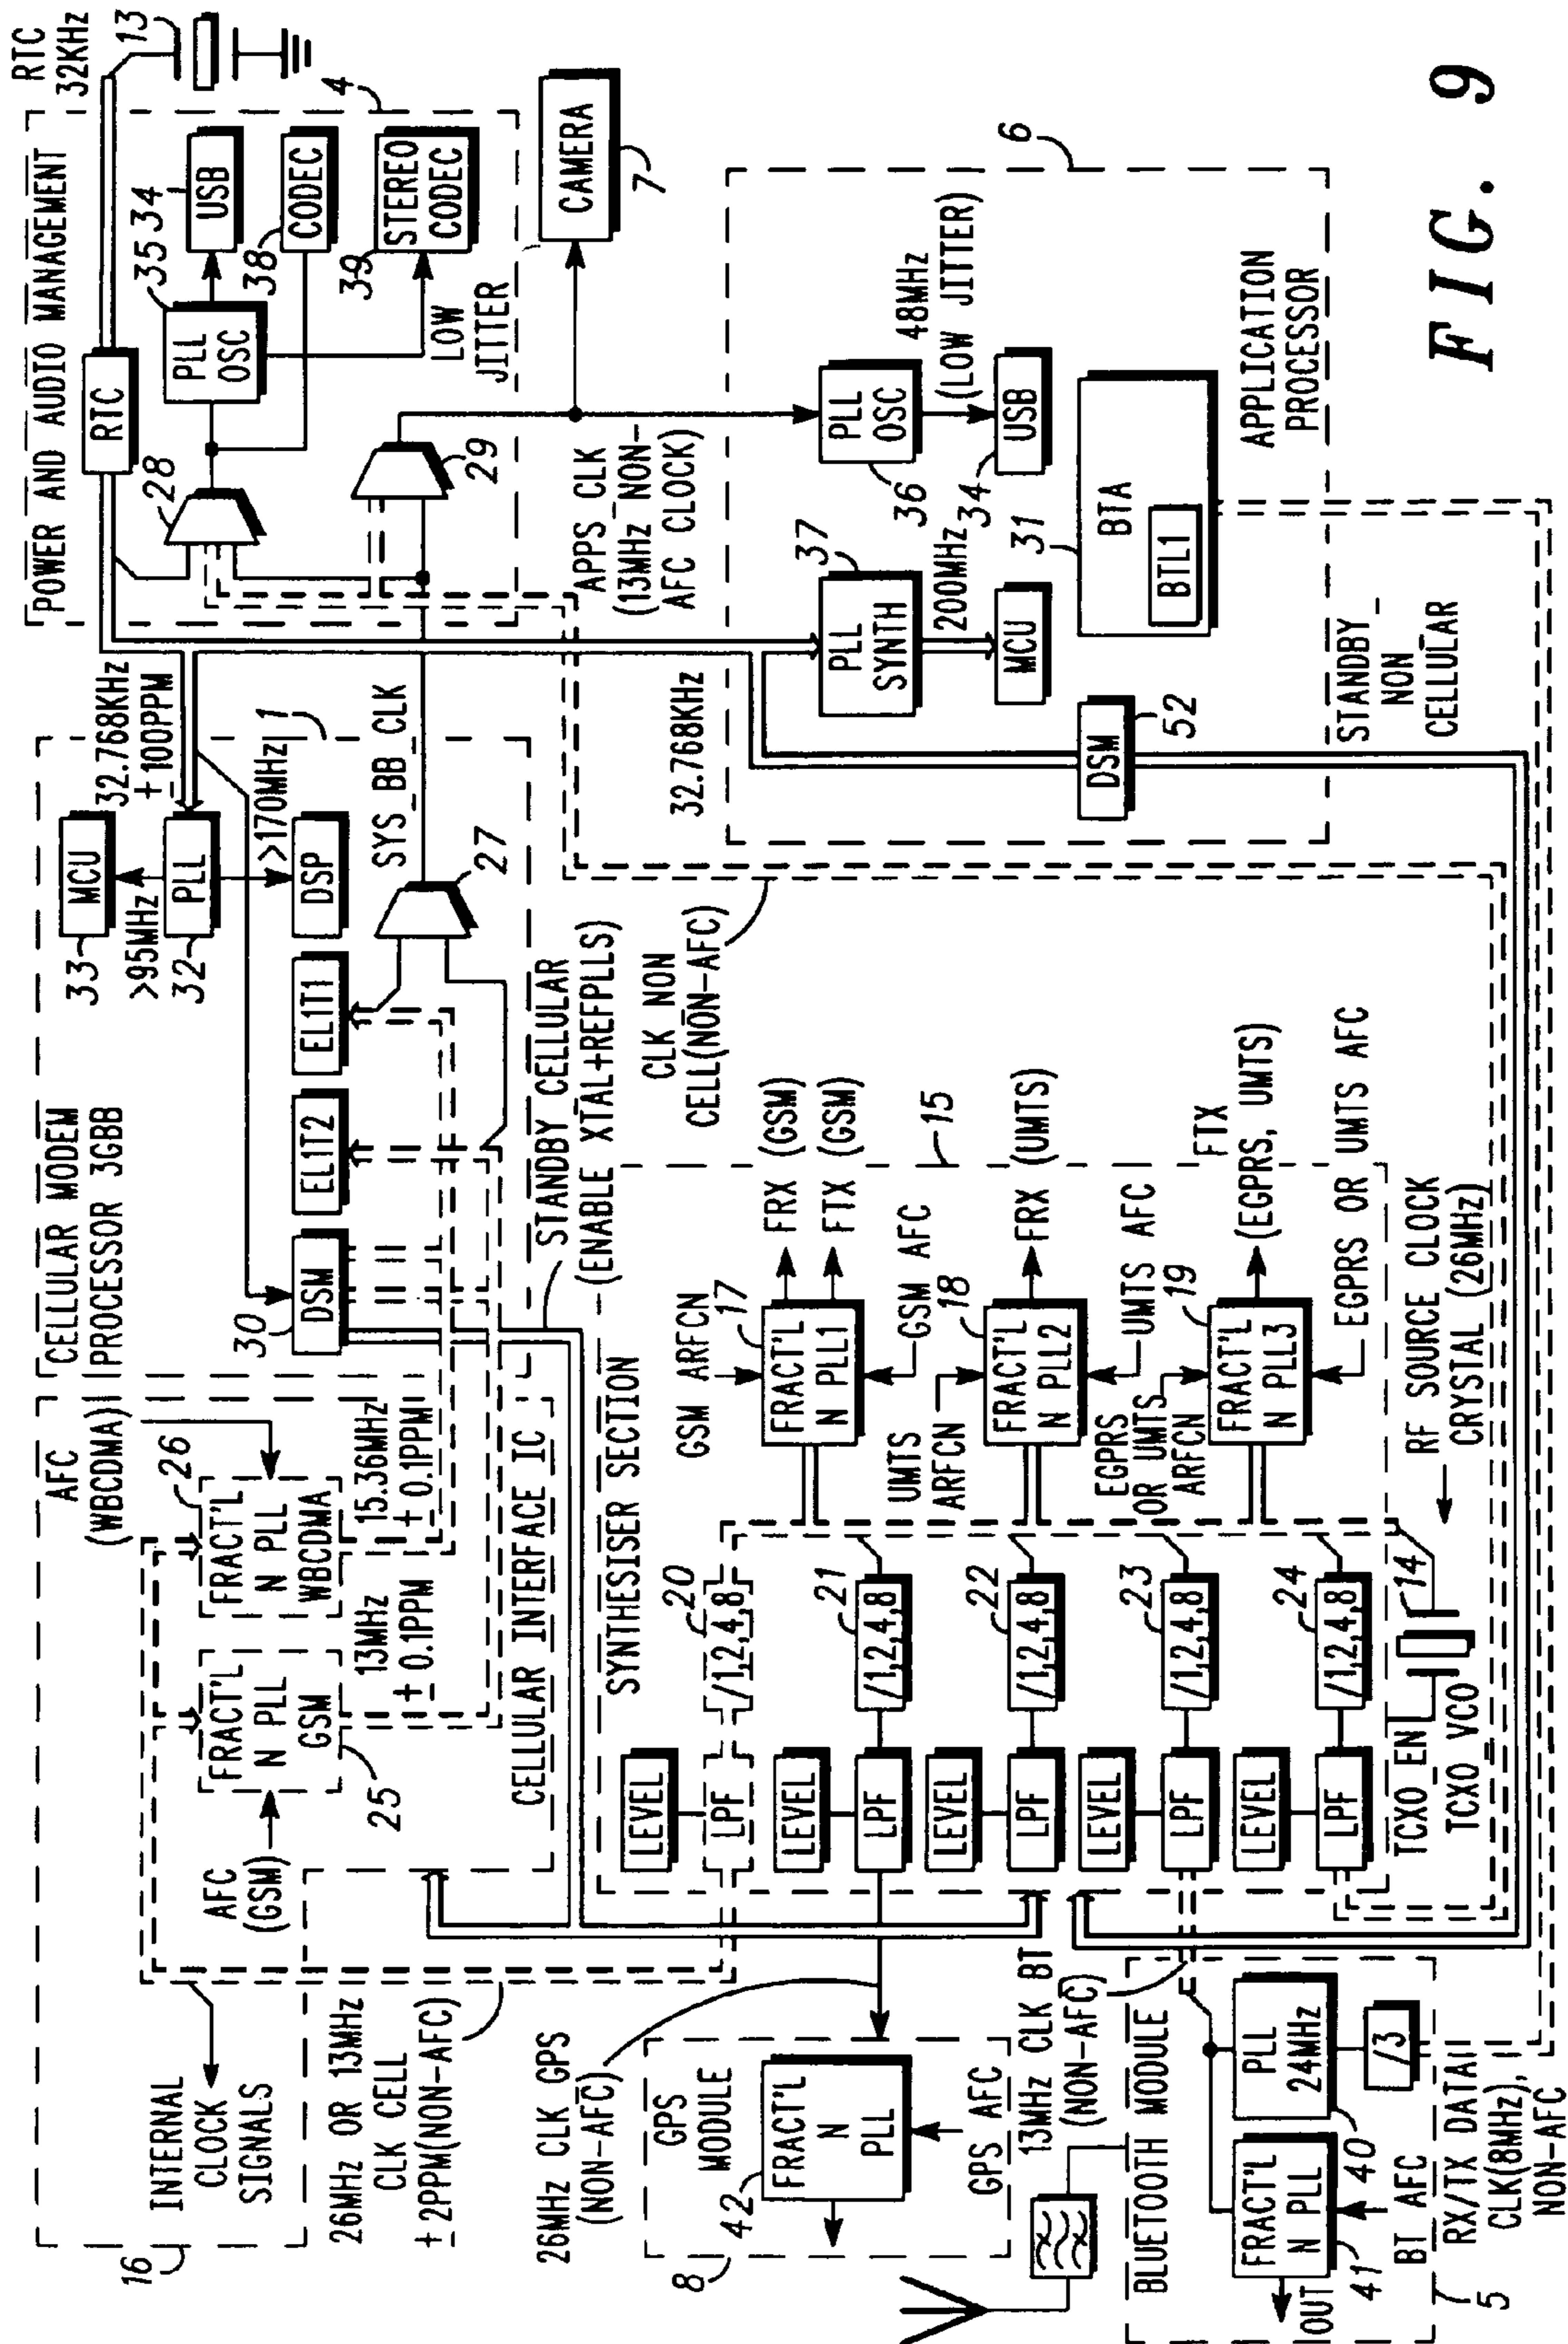 RTC
32KHz
13
POWER AND AUDIO MANAGEMENT
RTC
4
28
PLL
OSC
35
34
USB
38
CODEC
39
STEREO
CODEC
LOW
JITTER
29
CAMERA
7
APPS_CLK
(13MHz NON-
AFC CLOCK)
CELLULAR MODEM
PROCESSOR 3GBB
1
33
MCU
>95MHz
32
PLL
32.768KHz
±100PPM
>170MHz
DSP
EL1T1
EL1T2
DSM
30
SYS_BB_CLK
27
STANDBY CELLULAR
(ENABLE XTAL+REFPLLS)
AFC
(WBCDMA)
26
FRACT'L
N PLL
WBCDMA
15.36MHz
±0.1PPM
FRACT'L
N PLL
GSM
13MHz
±0.1PPM
25
AFC
(GSM)
CELLULAR INTERFACE IC
INTERNAL
CLOCK
SIGNALS
16
26MHz OR 13MHz
CLK CELL
±2PPM(NON-AFC)
26MHz CLK GPS
(NON-AFC)
GPS
MODULE
42
FRACT'L
N
PLL
GPS AFC
8
13MHz CLK BT
(NON-AFC)
BLUETOOTH MODULE
PLL
24MHz
/3
40
FRACT'L
N PLL
41
OUT
BT AFC
5
RX/TX DATA
CLK(8MHz),
NON-AFC
SYNTHESISER SECTION
15
LEVEL
LPF
/1,2,4,8
20
LEVEL
LPF
/1,2,4,8
21
LEVEL
LPF
/1,2,4,8
22
LEVEL
LPF
/1,2,4,8
23
LEVEL
LPF
/1,2,4,8
24
GSM ARFCN
17
FRACT'L
N PLL1
FRX (GSM)
FTX (GSM)
GSM AFC
UMTS
ARFCN
18
FRACT'L
N PLL2
FRX (UMTS)
UMTS AFC
EGPRS
OR UMTS
ARFCN
19
FRACT'L
N PLL3
FTX
(EGPRS, UMTS)
EGPRS OR UMTS AFC
RF SOURCE CLOCK
CRYSTAL (26MHz)
14
TCXO_EN
TCXO_VCO
CLK NON
CELL(NON-AFC)
32.768KHz
6
PLL
OSC
36
48MHz
(LOW JITTER)
34
USB
PLL
SYNTH
37
200MHz
MCU
31
BTA
BTL1
DSM
52
APPLICATION
PROCESSOR
STANDBY_
NON
CELLULAR
FIG. 9